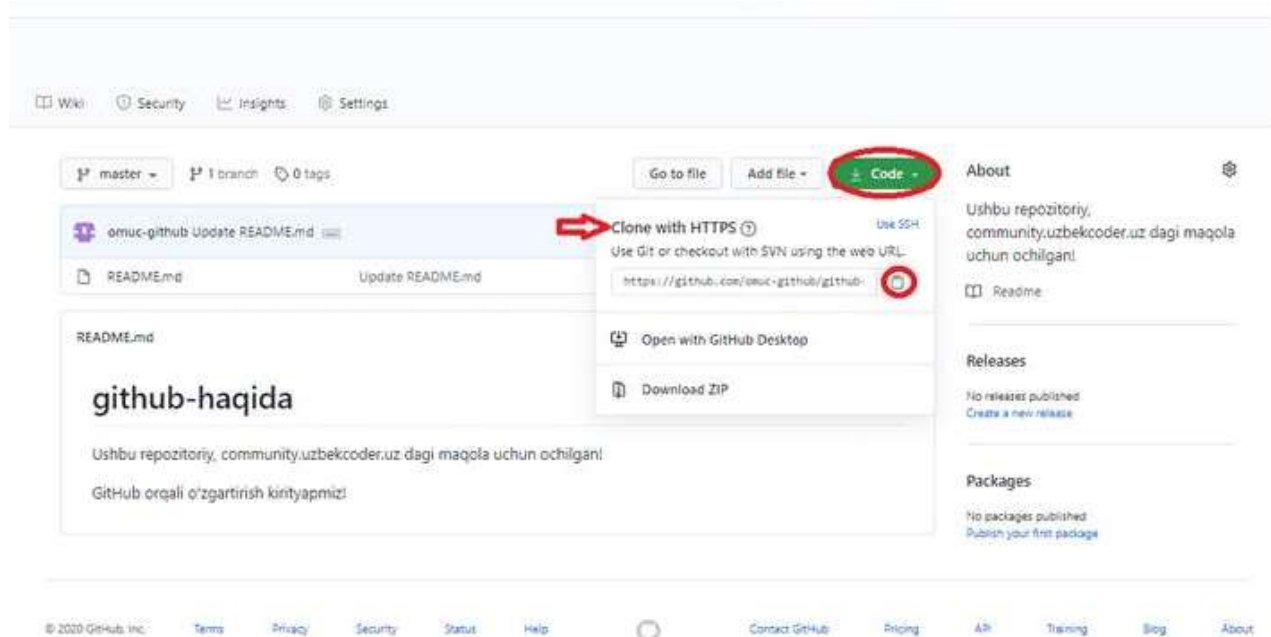 Wiki Security Insights Settings
master 1 branch 0 tags Go to file Add file Code
omuc-github Update README.md
README.md Update README.md
Clone with HTTPS Use SSH
Use Git or checkout with SVN using the web URL.
https://github.com/omuc-github/github-
Open with GitHub Desktop
Download ZIP
README.md
github-haqida
Ushbu repozitoriy, community.uzbekcoder.uz dagi maqola uchun ochilgan!
GitHub orqali o'zgartirish kirityapmiz!
About
Ushbu repozitoriy,
community.uzbekcoder.uz dagi maqola
uchun ochilgan!
Readme
Releases
No releases published
Create a new release
Packages
No packages published
Publish your first package
© 2020 GitHub, Inc. Terms Privacy Security Status Help Contact GitHub Pricing API Training Blog About